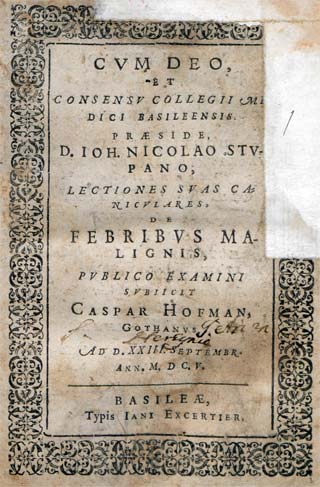 CVM DEO,
ET
CONSENSV COLLEGII ME
DICI BASILEENSIS.
PRÆSIDE,
D. IOH. NICOLAO STV-
PANO,
LECTIONES SVAS CA-
NICVLARES,
DE
FEBRIBVS MA-
LIGNIS,
PVBLICO EXAMINI
SVBIICIT
CASPAR HOFMAN,
GOTHANVS
AD D. XXIII. SEPTEMBR.
ANN. M, DC, V.
BASILEÆ,
Typis IANI EXCERTIER.
1